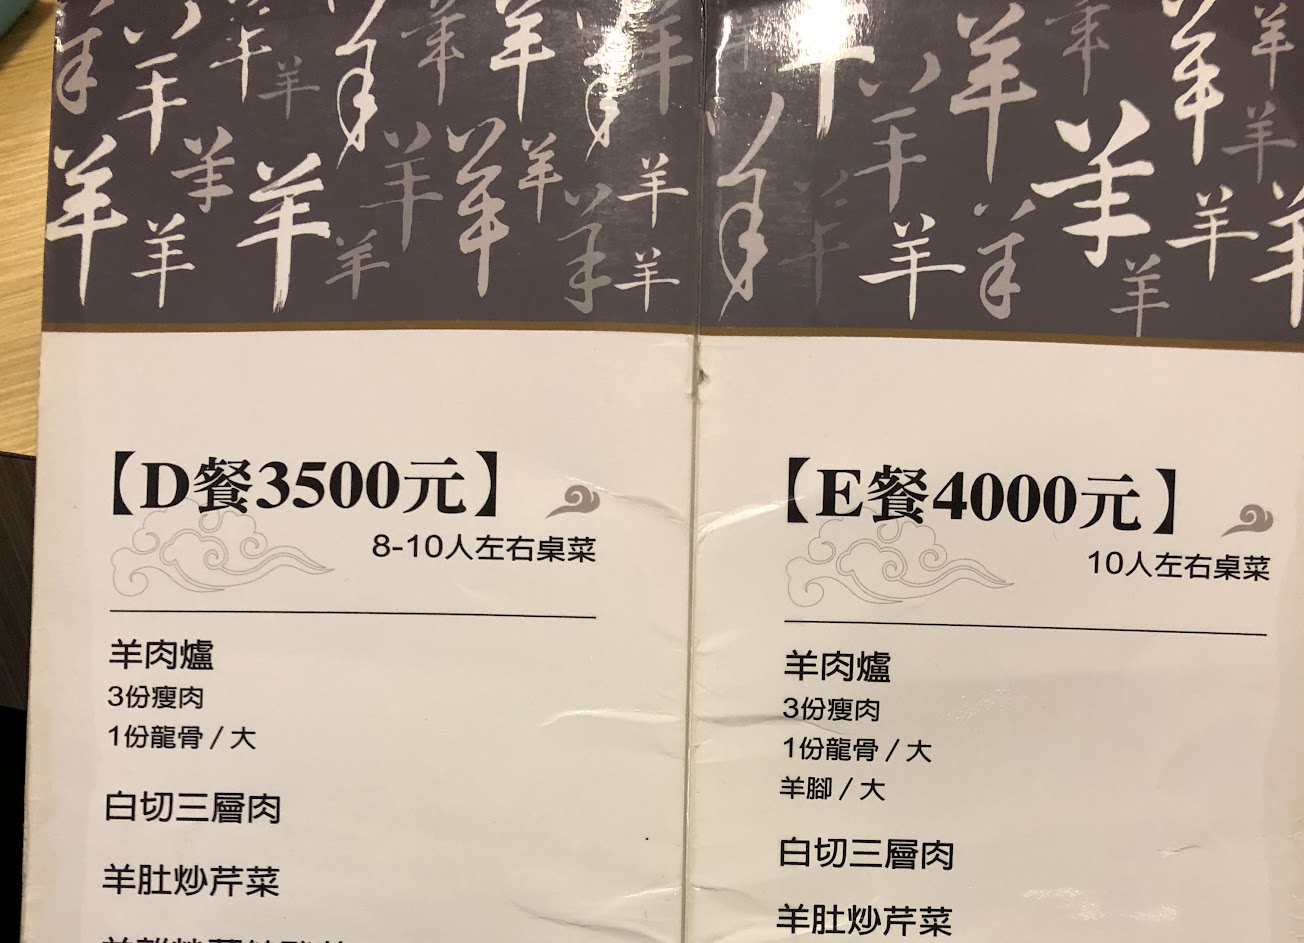 【D餐3500元】
8-10人左右桌菜
羊肉爐
3份瘦肉
1份龍骨 / 大
白切三層肉
羊肚炒芹菜
【E餐4000元】
10人左右桌菜
羊肉爐
3份瘦肉
1份龍骨 / 大
羊腳 / 大
白切三層肉
羊肚炒芹菜